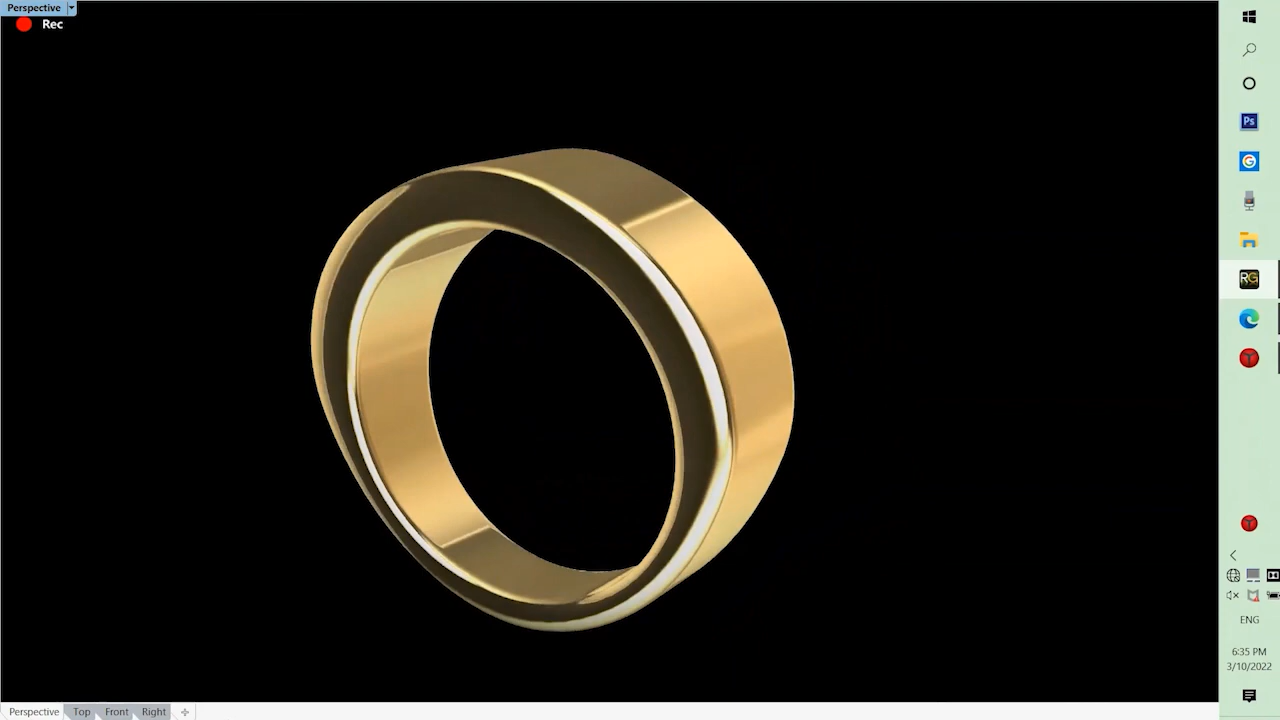 Perspective
Rec
Ps
RG
ENG
6:35 PM
3/10/2022
Perspective Top Front Right